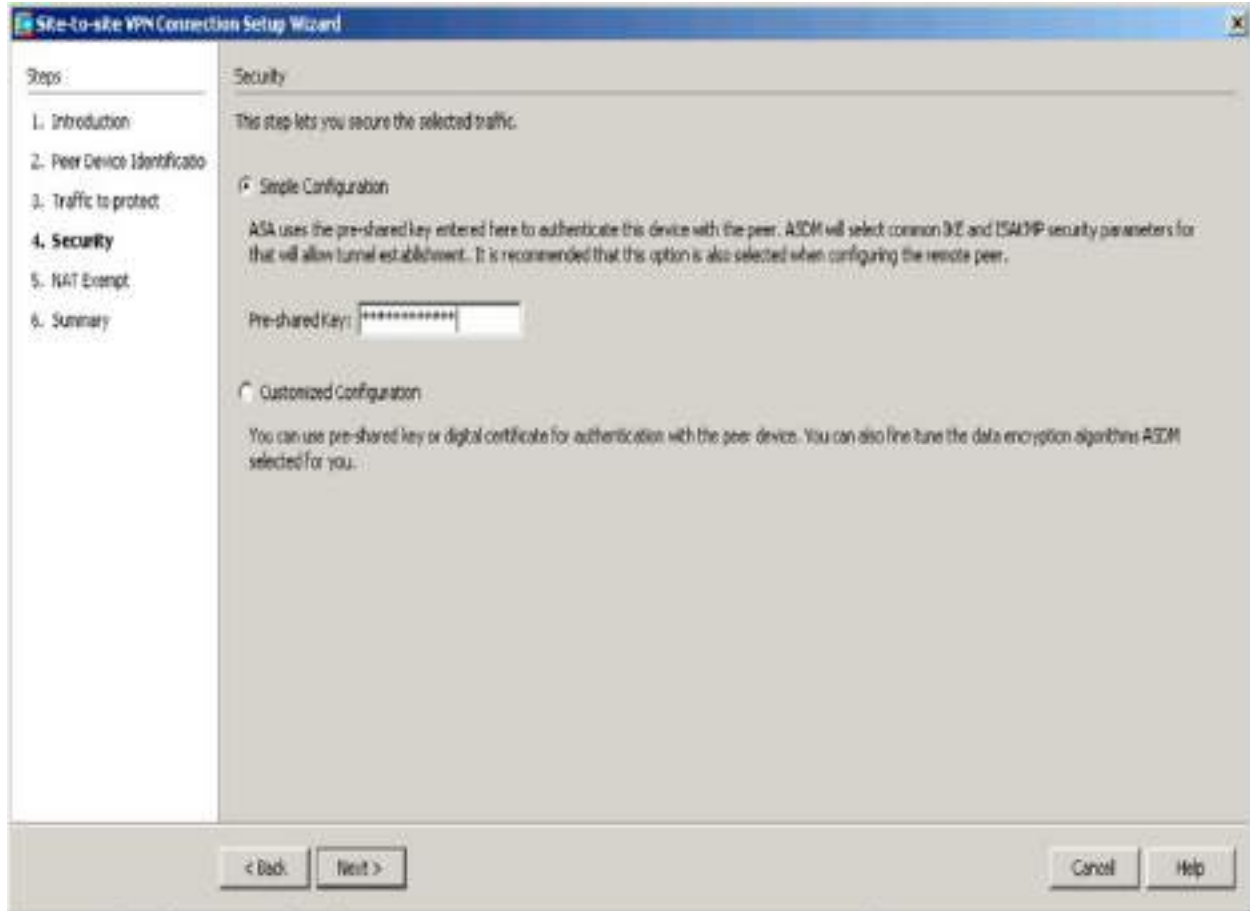 Site-to-site VPN Connection Setup Wizard
Steps
1. Introduction
2. Peer Device Identificatio
3. Traffic to protect
4. Security
5. NAT Exempt
6. Summary
Security
This step lets you secure the selected traffic.
Simple Configuration
ASA uses the pre-shared key entered here to authenticate this device with the peer. ASDM will select common IKE and ISAKMP security parameters for
that will allow tunnel establishment. It is recommended that this option is also selected when configuring the remote peer.
Pre-shared Key: ************
Customized Configuration
You can use pre-shared key or digital certificate for authentication with the peer device. You can also fine tune the data encryption algorithms ASDM
selected for you.
< Back
Next >
Cancel
Help